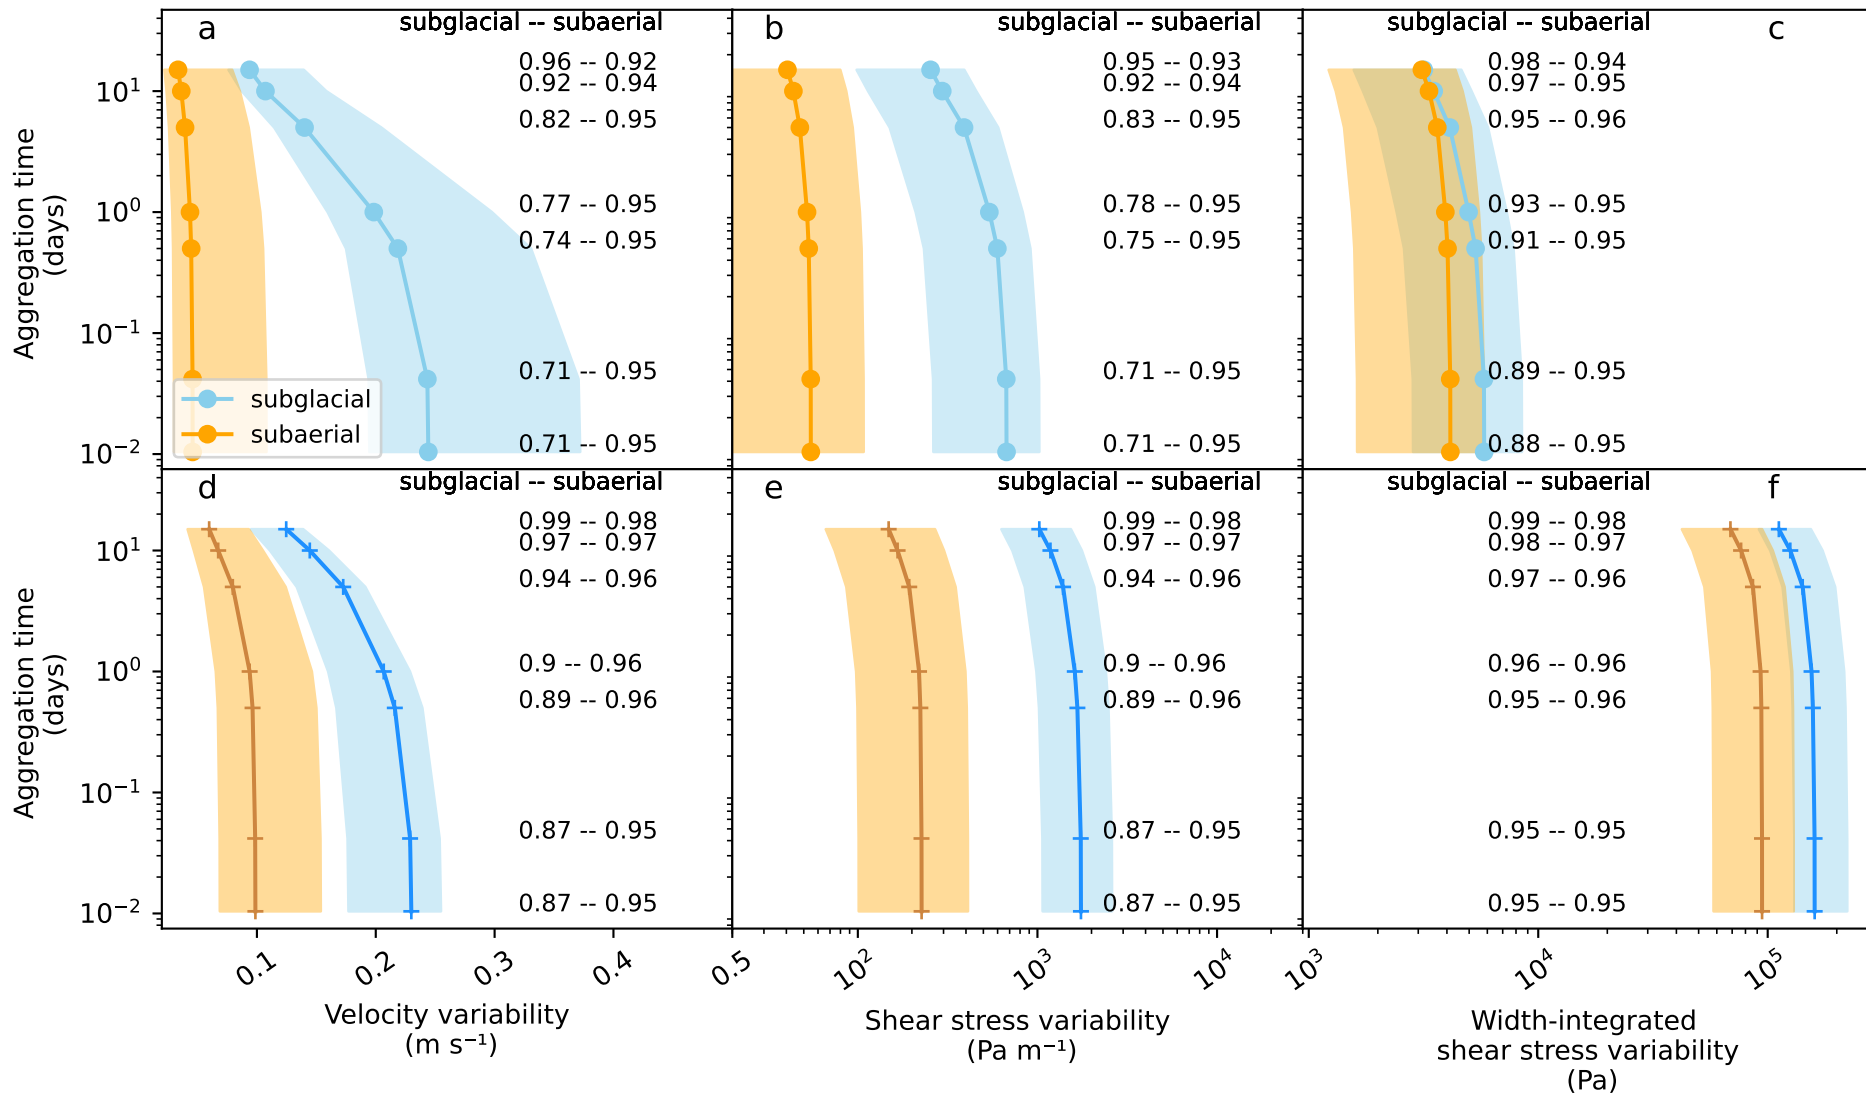 a
subglacial -- subaerial
0.96 -- 0.92
0.92 -- 0.94
0.82 -- 0.95
0.77 -- 0.95
0.74 -- 0.95
0.71 -- 0.95
0.71 -- 0.95
subglacial
subaerial
10¹
10⁰
10⁻¹
10⁻²
Aggregation time
(days)
b
subglacial -- subaerial
0.95 -- 0.93
0.92 -- 0.94
0.83 -- 0.95
0.78 -- 0.95
0.75 -- 0.95
0.71 -- 0.95
0.71 -- 0.95
subglacial -- subaerial
c
0.98 -- 0.94
0.97 -- 0.95
0.95 -- 0.96
0.93 -- 0.95
0.91 -- 0.95
0.89 -- 0.95
0.88 -- 0.95
d
subglacial -- subaerial
0.99 -- 0.98
0.97 -- 0.97
0.94 -- 0.96
0.9 -- 0.96
0.89 -- 0.96
0.87 -- 0.95
0.87 -- 0.95
10¹
10⁰
10⁻¹
10⁻²
Aggregation time
(days)
e
subglacial -- subaerial
0.99 -- 0.98
0.97 -- 0.97
0.94 -- 0.96
0.9 -- 0.96
0.89 -- 0.96
0.87 -- 0.95
0.87 -- 0.95
subglacial -- subaerial
f
0.99 -- 0.98
0.98 -- 0.97
0.97 -- 0.96
0.96 -- 0.96
0.95 -- 0.96
0.95 -- 0.95
0.95 -- 0.95
0.1 0.2 0.3 0.4 0.5
10² 10³ 10⁴
10³ 10⁴ 10⁵
Velocity variability
(m s⁻¹)
Shear stress variability
(Pa m⁻¹)
Width-integrated
shear stress variability
(Pa)